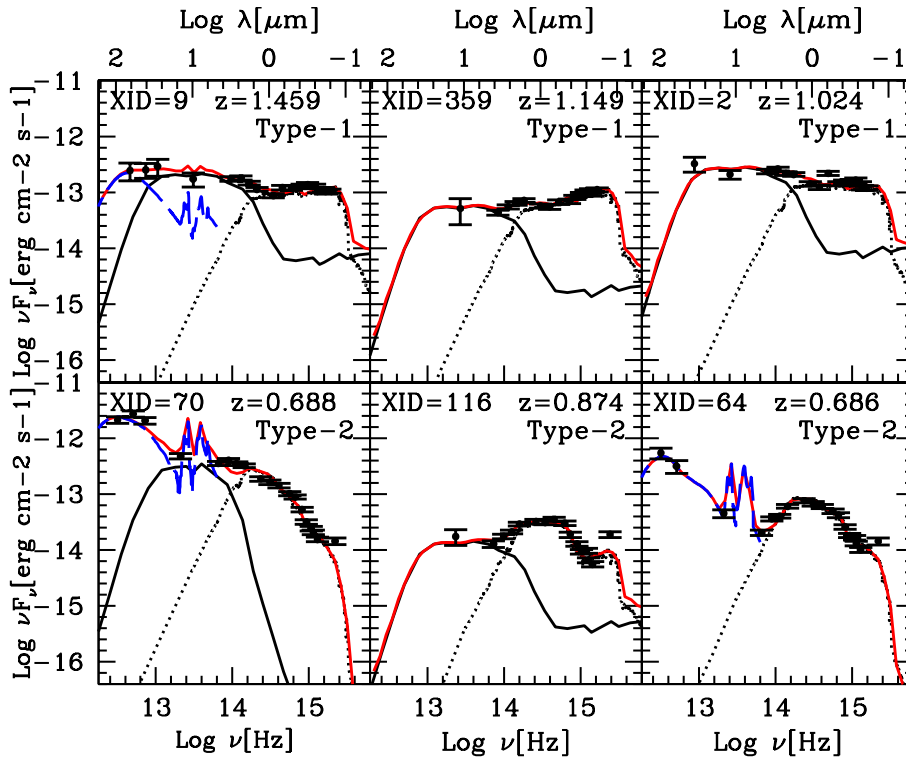 Log λ[μm] Log λ[μm] Log λ[μm]
2 1 0 −1 2 1 0 −1 2 1 0 −1
−11
−12
−13
−14
−15
−16
Log νFν[erg cm−2 s−1]
XID=9 z=1.459
Type−1
XID=359 z=1.149
Type−1
XID=2 z=1.024
Type−1
−11
−12
−13
−14
−15
−16
Log νFν[erg cm−2 s−1]
XID=70 z=0.688
Type−2
XID=116 z=0.874
Type−2
XID=64 z=0.686
Type−2
13 14 15 13 14 15 13 14 15
Log ν[Hz] Log ν[Hz] Log ν[Hz]